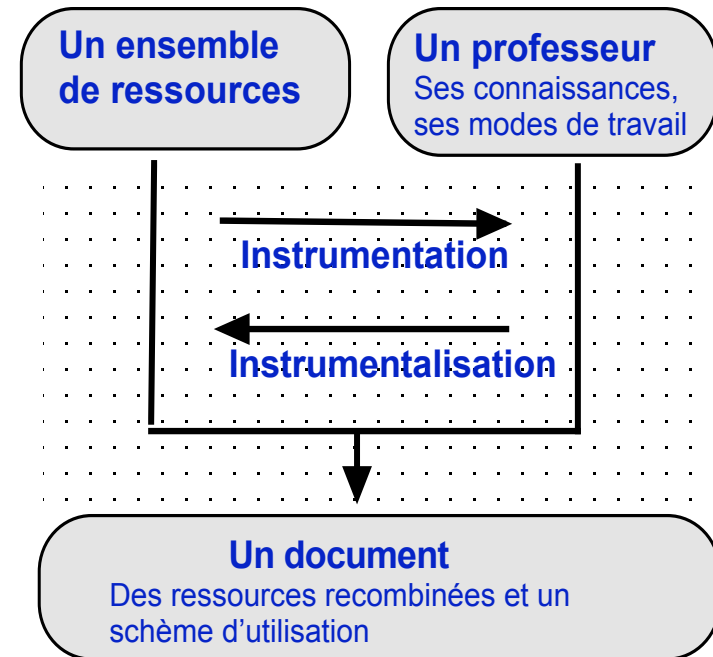 Un ensemble
de ressources
Un professeur
Ses connaissances,
ses modes de travail
Instrumentation
Instrumentalisation
Un document
Des ressources recombinées et un
schème d’utilisation